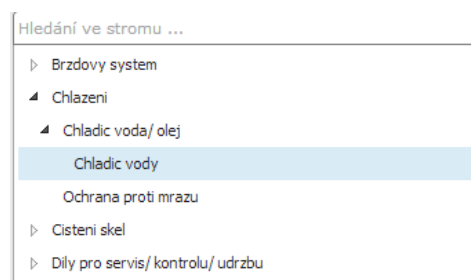 Hledání ve stromu ...
Brzdovy system
Chlazeni
Chladic voda/ olej
Chladic vody
Ochrana proti mrazu
Cisteni skel
Dily pro servis/ kontrolu/ udrzbu